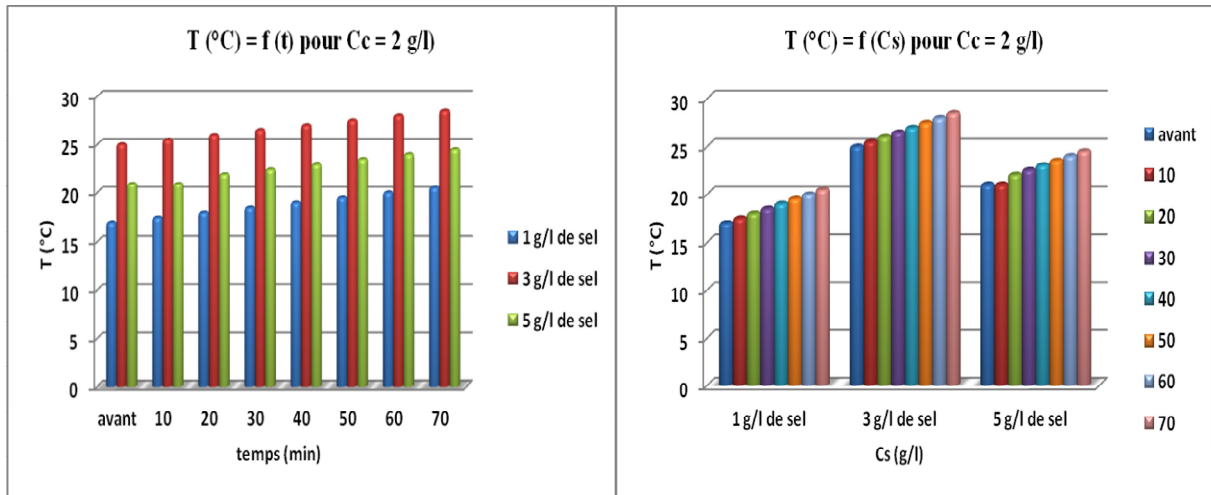 T (°C) = f (t) pour Cc = 2 g/l)
30
25
20
15
10
5
0
T (°C)
avant 10 20 30 40 50 60 70
temps (min)
1 g/l de sel
3 g/l de sel
5 g/l de sel
T (°C) = f (Cs) pour Cc = 2 g/l)
30
25
20
15
10
5
0
T (°C)
1 g/l de sel 3 g/l de sel 5 g/l de sel
Cs (g/l)
avant
10
20
30
40
50
60
70